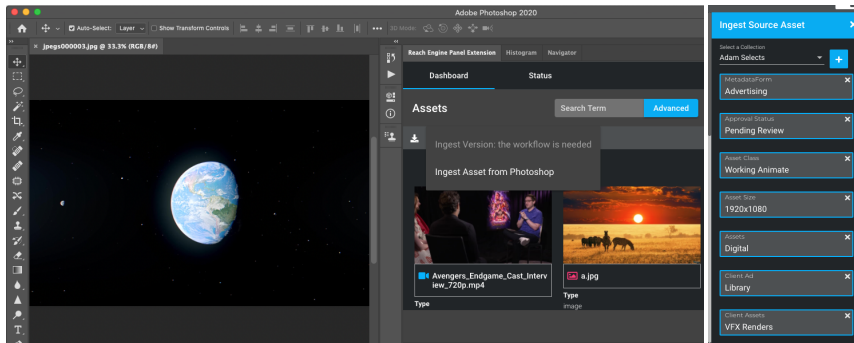 Adobe Photoshop 2020
Auto-Select: Layer Show Transform Controls 3D Mode:
× jpegs000003.jpg @ 33.3% (RGB/8#)
Reach Engine Panel Extension Histogram Navigator
Dashboard Status
Assets Search Term Advanced
Ingest Version: the workflow is needed
Ingest Asset from Photoshop
Avengers_Endgame_Cast_Interv
iew_720p.mp4
Type
a.jpg
Type
image
Ingest Source Asset
Select a Collection
Adam Selects
MetadataForm
Advertising
Approval Status
Pending Review
Asset Class
Working Animate
Asset Size
1920x1080
Assets
Digital
Client Ad
Library
Client Assets
VFX Renders